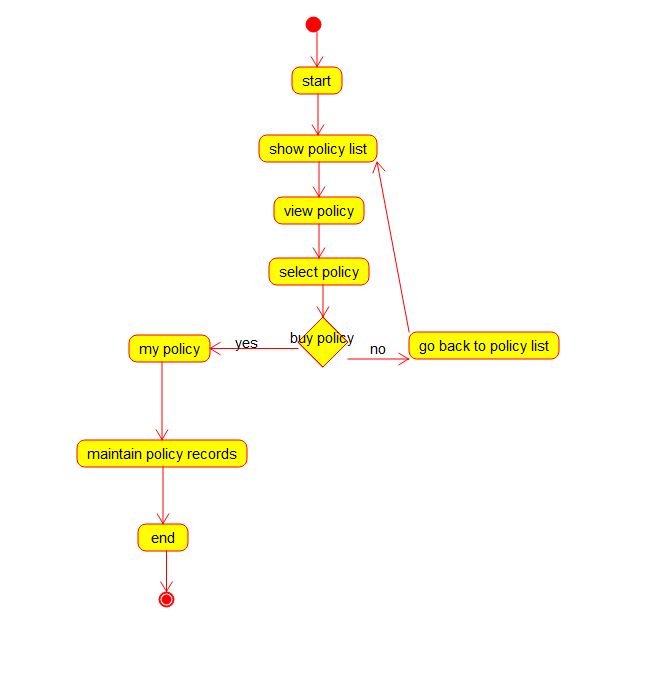 start
show policy list
view policy
select policy
buy policy
yes
no
my policy
go back to policy list
maintain policy records
end